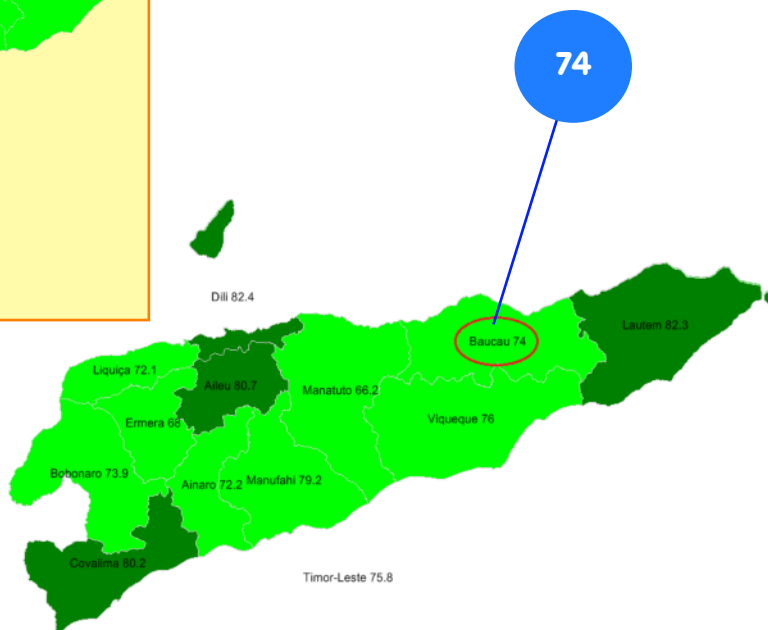 74
Dili 82.4
Lautem 82.3
Baucau 74
Liquiça 72.1
Aileu 80.7
Manatuto 66.2
Viqueque 76
Ermera 68
Bobonaro 73.9
Ainaro 72.2
Manufahi 79.2
Covalima 80.2
Timor-Leste 75.8